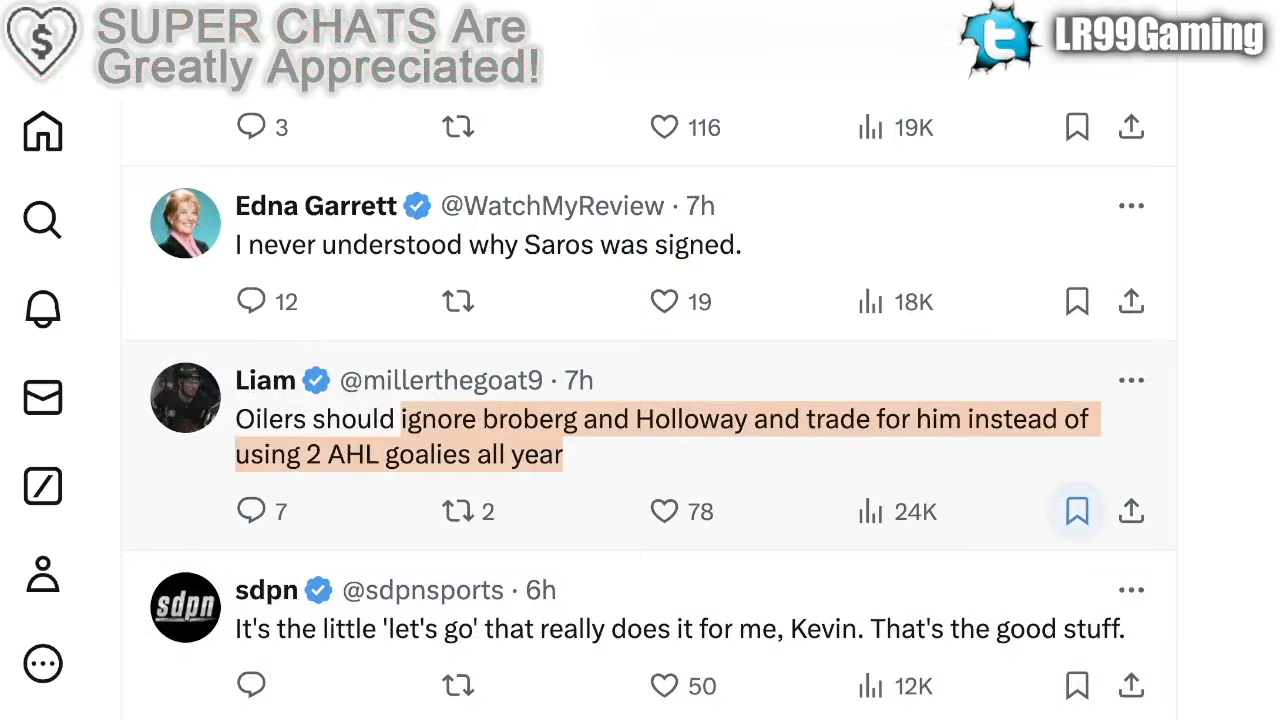 SUPER CHATS Are
Greatly Appreciated!
LR99Gaming
3
116
19K
Edna Garrett @WatchMyReview · 7h
I never understood why Saros was signed.
12
19
18K
Liam @millerthegoat9 · 7h
Oilers should ignore broberg and Holloway and trade for him instead of
using 2 AHL goalies all year
7
2
78
24K
sdpn
sdpn @sdpnsports · 6h
It's the little 'let's go' that really does it for me, Kevin. That's the good stuff.
50
12K